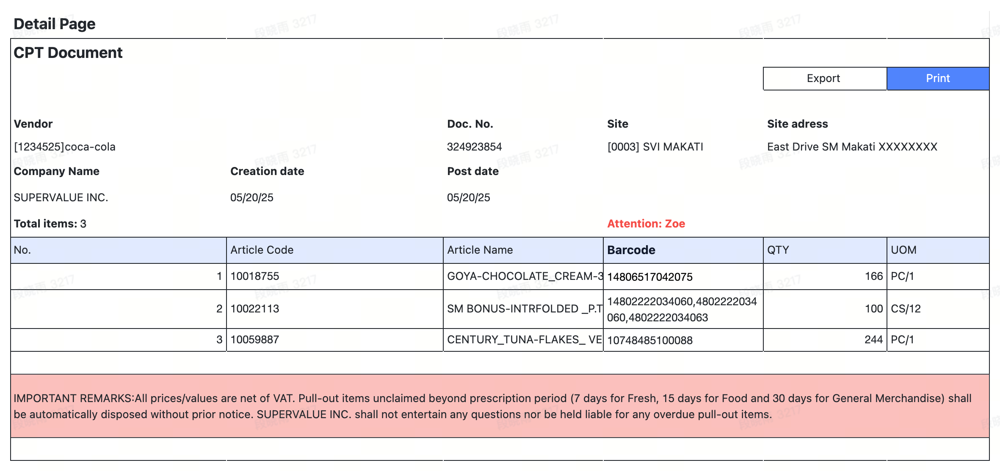 Detail Page
CPT Document
Export Print
Vendor Doc. No. Site Site adress
[1234525]coca-cola 324923854 [0003] SVI MAKATI East Drive SM Makati XXXXXXXX
Company Name Creation date Post date
SUPERVALUE INC. 05/20/25 05/20/25
Total items: 3 Attention: Zoe
No. Article Code Article Name Barcode QTY UOM
1 10018755 GOYA-CHOCOLATE_CREAM-3 14806517042075 166 PC/1
2 10022113 SM BONUS-INTRFOLDED _P.T 14802222034060,4802222034
060,4802222034063 100 CS/12
3 10059887 CENTURY_TUNA-FLAKES_ VE 10748485100088 244 PC/1
IMPORTANT REMARKS:All prices/values are net of VAT. Pull-out items unclaimed beyond prescription period (7 days for Fresh, 15 days for Food and 30 days for General Merchandise) shall
be automatically disposed without prior notice. SUPERVALUE INC. shall not entertain any questions nor be held liable for any overdue pull-out items.
段晓雨 3217